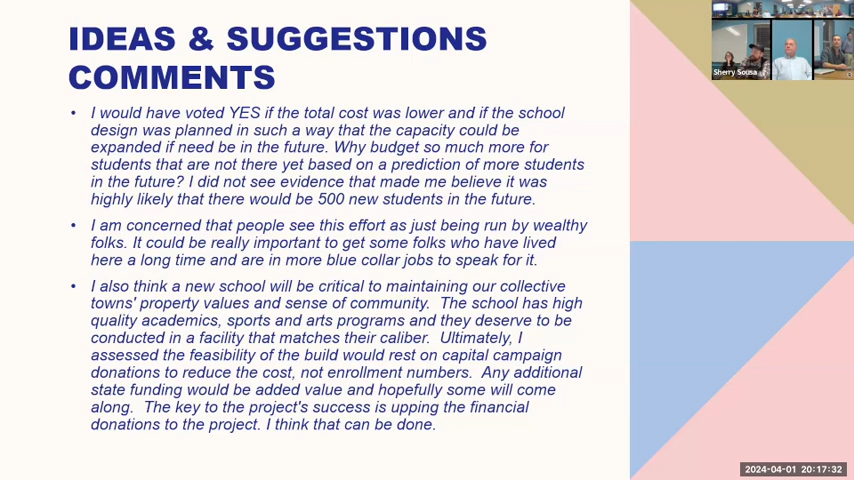 IDEAS & SUGGESTIONS
COMMENTS
• I would have voted YES if the total cost was lower and if the school
design was planned in such a way that the capacity could be
expanded if need be in the future. Why budget so much more for
students that are not there yet based on a prediction of more students
in the future? I did not see evidence that made me believe it was
highly likely that there would be 500 new students in the future.
• I am concerned that people see this effort as just being run by wealthy
folks. It could be really important to get some folks who have lived
here a long time and are in more blue collar jobs to speak for it.
• I also think a new school will be critical to maintaining our collective
towns' property values and sense of community.  The school has high
quality academics, sports and arts programs and they deserve to be
conducted in a facility that matches their caliber.  Ultimately, I
assessed the feasibility of the build would rest on capital campaign
donations to reduce the cost, not enrollment numbers.  Any additional
state funding would be added value and hopefully some will come
along.  The key to the project's success is upping the financial
donations to the project. I think that can be done.
Sherry Sousa
2024-04-01 20:17:32